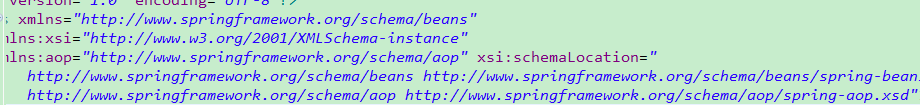 version="1.0" encoding="UTF-8"?>
xmlns="http://www.springframework.org/schema/beans"
lns:xsi="http://www.w3.org/2001/XMLSchema-instance"
lns:aop="http://www.springframework.org/schema/aop" xsi:schemaLocation="
http://www.springframework.org/schema/beans http://www.springframework.org/schema/beans/spring-bean
http://www.springframework.org/schema/aop http://www.springframework.org/schema/aop/spring-aop.xsd"